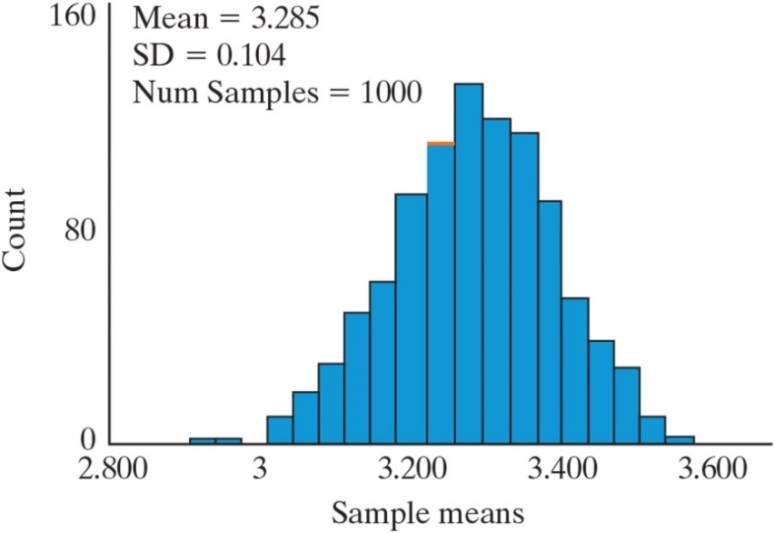 160
Mean = 3.285
SD = 0.104
Num Samples = 1000
Count
80
0
2.800 3 3.200 3.400 3.600
Sample means